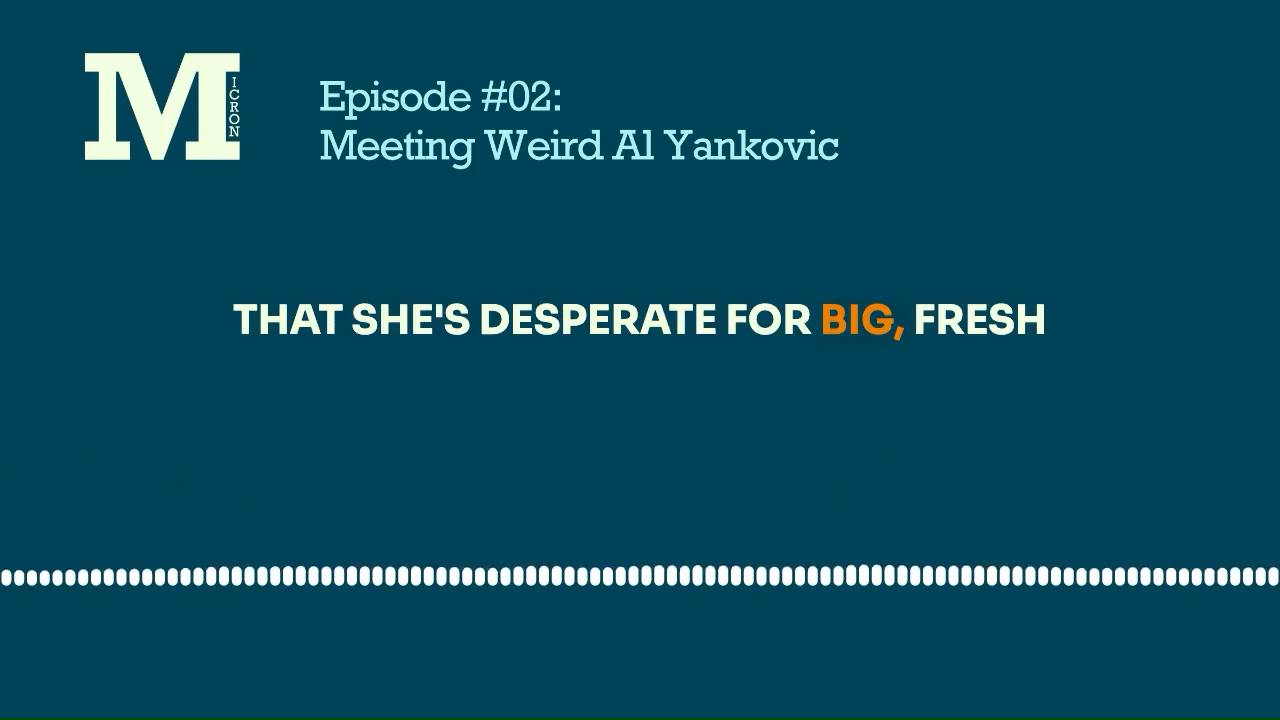 M
ICRON
Episode #02:
Meeting Weird Al Yankovic
THAT SHE'S DESPERATE FOR BIG, FRESH